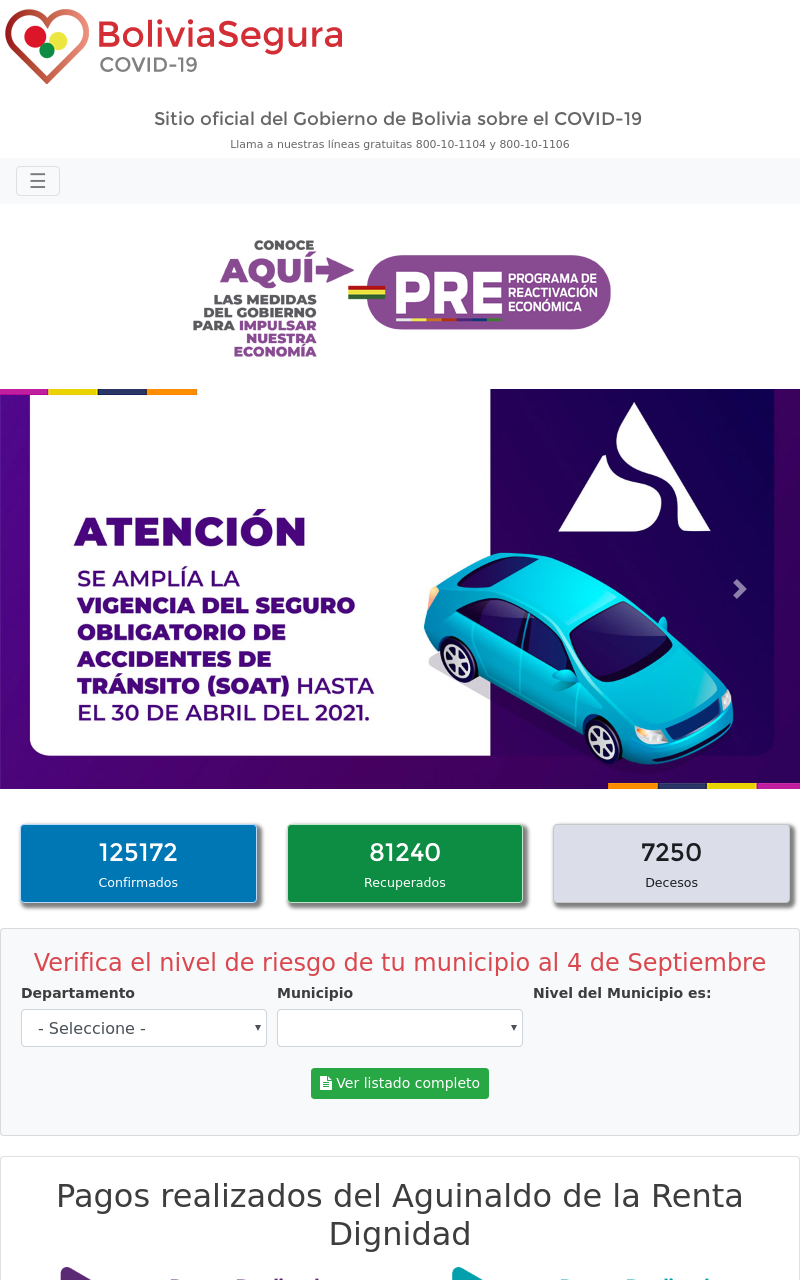 BoliviaSegura
COVID-19
Sitio oficial del Gobierno de Bolivia sobre el COVID-19
Llama a nuestras líneas gratuitas 800-10-1104 y 800-10-1106
CONOCE
AQUÍ
LAS MEDIDAS
DEL GOBIERNO
PARA IMPULSAR
NUESTRA
ECONOMÍA
PRE
PROGRAMA DE
REACTIVACIÓN
ECONÓMICA
ATENCIÓN
SE AMPLÍA LA
VIGENCIA DEL SEGURO
OBLIGATORIO DE
ACCIDENTES DE
TRÁNSITO (SOAT) HASTA
EL 30 DE ABRIL DEL 2021.
125172
Confirmados
81240
Recuperados
7250
Decesos
Verifica el nivel de riesgo de tu municipio al 4 de Septiembre
Departamento
Municipio
Nivel del Municipio es:
- Seleccione -
Ver listado completo
Pagos realizados del Aguinaldo de la Renta
Dignidad